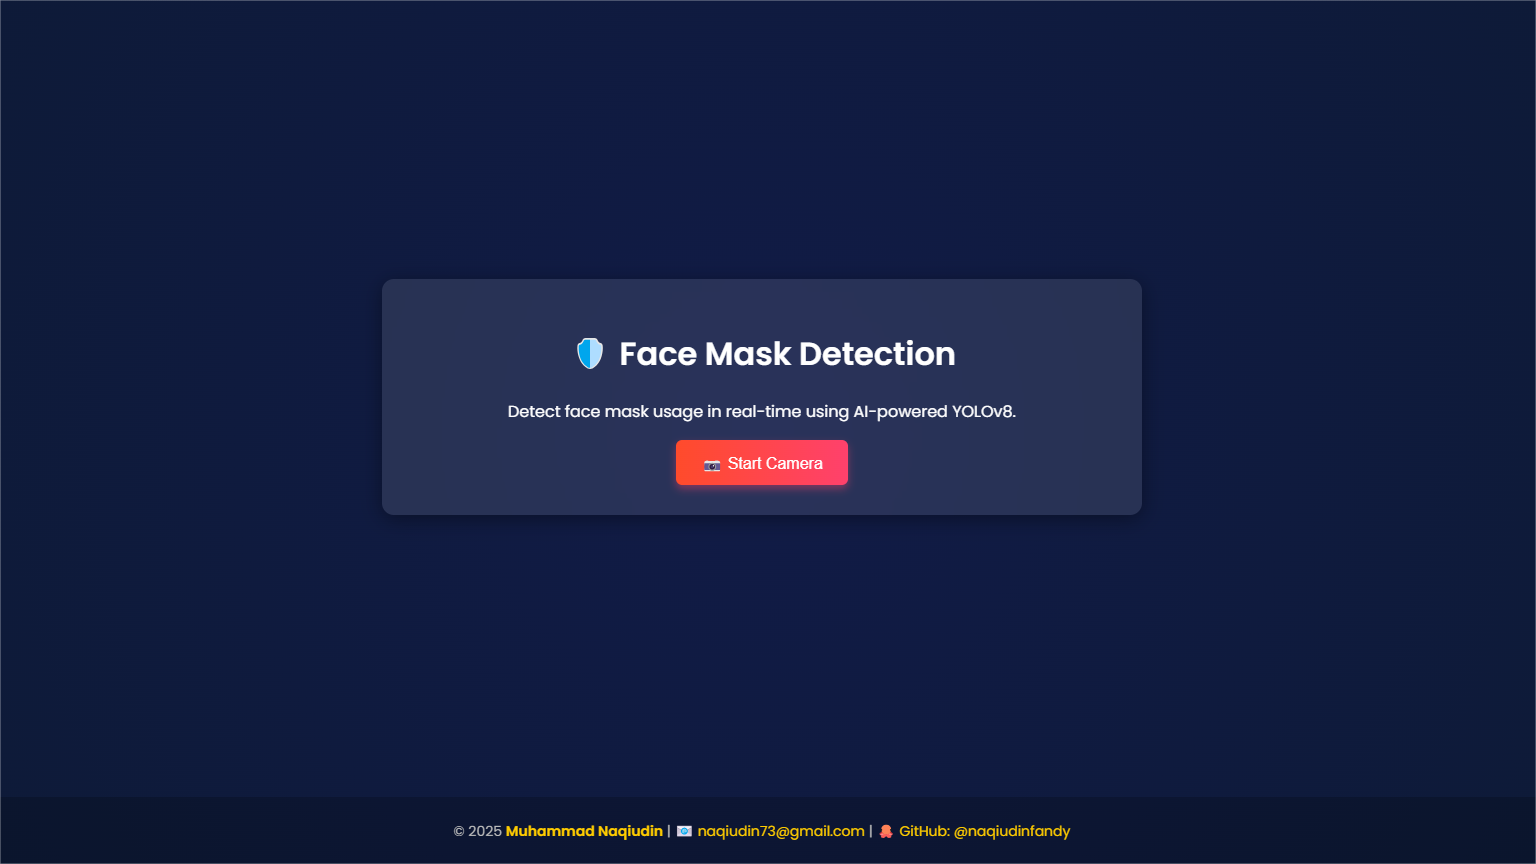 Face Mask Detection
Detect face mask usage in real-time using AI-powered YOLOv8.
Start Camera
© 2025 Muhammad Naqiudin | naqiudin73@gmail.com | GitHub: @naqiudinfandy